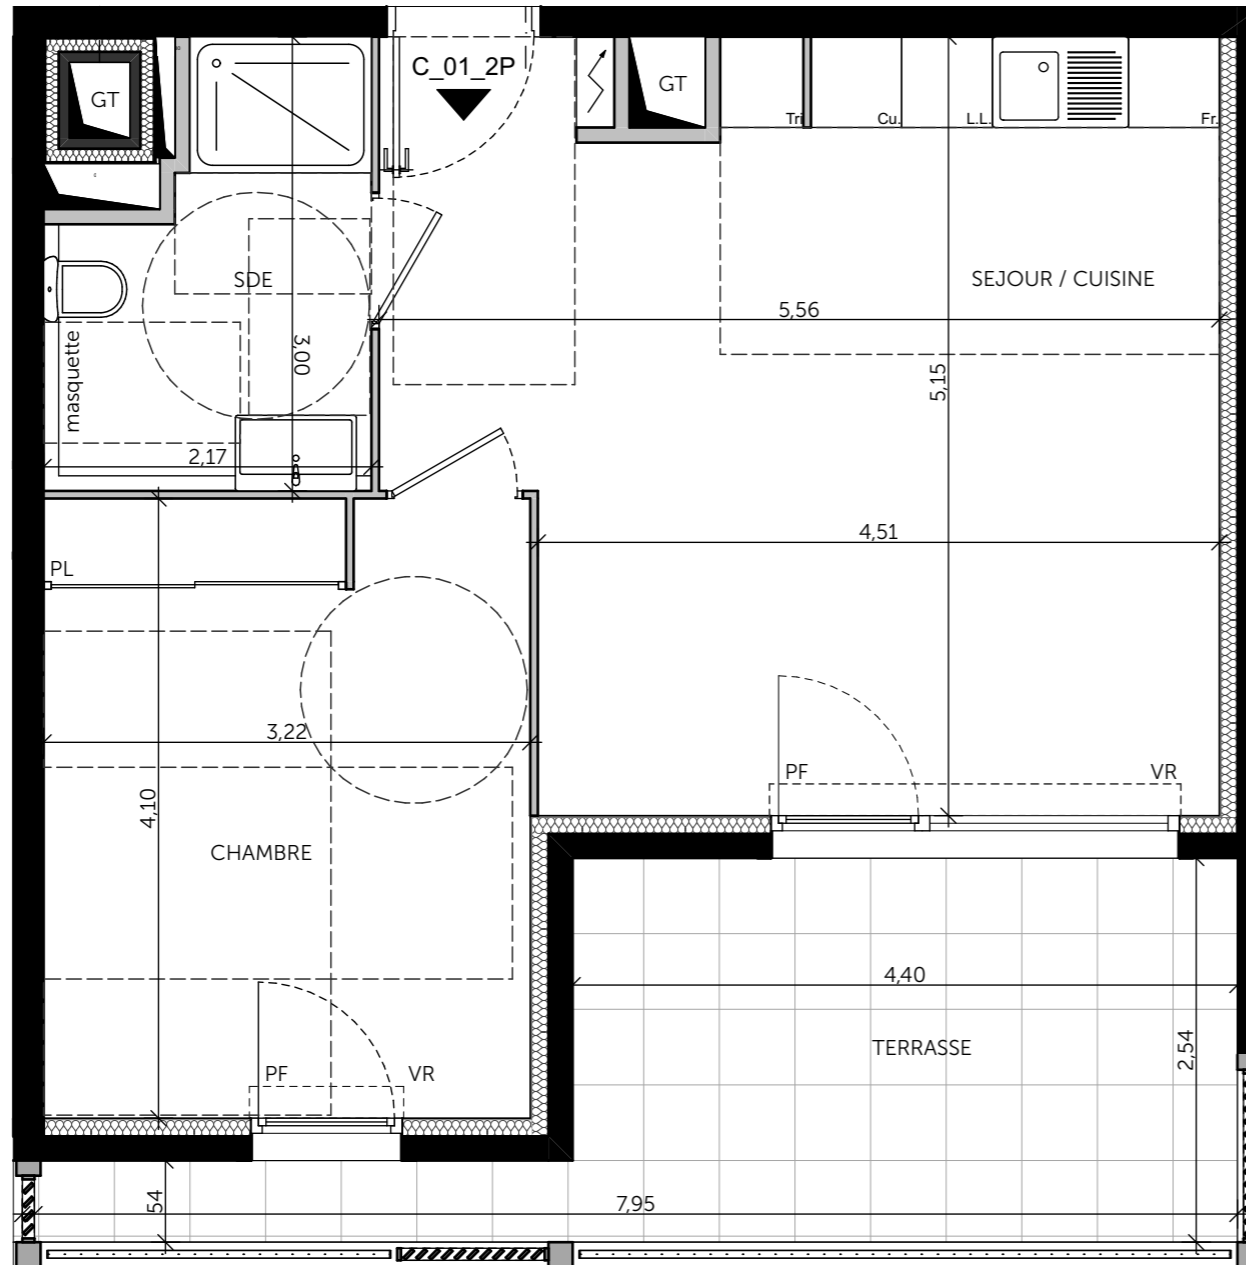 C_01_2P
GT
GT
Tri
Cu.
L.L.
Fr.
SDE
SEJOUR / CUISINE
5,56
3,00
masquette
5,15
2,17
4,51
PL
3,22
PF
VR
4,10
CHAMBRE
4,40
TERRASSE
2,54
PF
VR
54
7,95